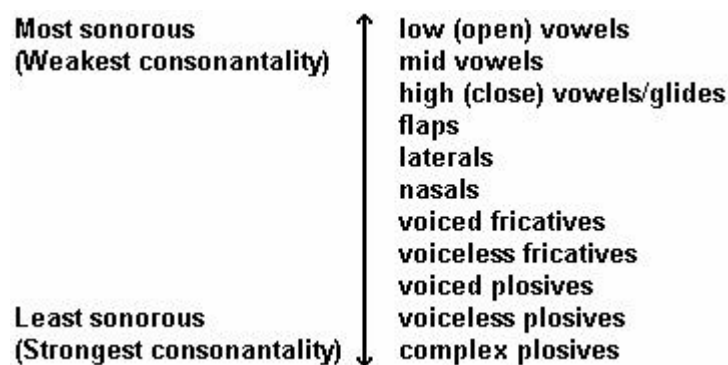 Most sonorous
(Weakest consonantality)
low (open) vowels
mid vowels
high (close) vowels/glides
flaps
laterals
nasals
voiced fricatives
voiceless fricatives
voiced plosives
Least sonorous
(Strongest consonantality)
voiceless plosives
complex plosives